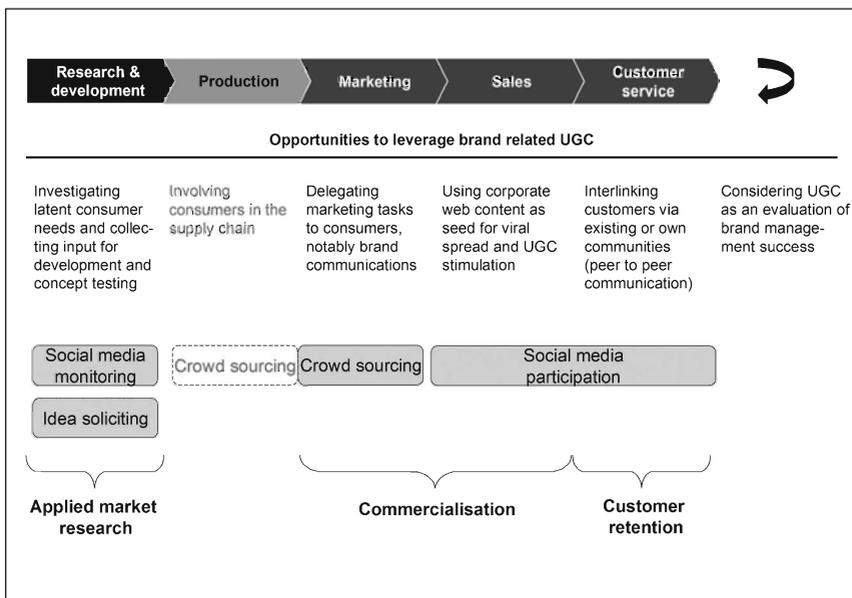 Research &
development
Production
Marketing
Sales
Customer
service
Opportunities to leverage brand related UGC
Investigating
latent consumer
needs and collec-
ting input for
development and
concept testing
Involving
consumers in the
supply chain
Delegating
marketing tasks
to consumers,
notably brand
communications
Using corporate
web content as
seed for viral
spread and UGC
stimulation
Interlinking
customers via
existing or own
communities
(peer to peer
communication)
Considering UGC
as an evaluation of
brand manage-
ment success
Social media
monitoring
Crowd sourcing
Crowd sourcing
Social media
participation
Idea soliciting
Applied market
research
Commercialisation
Customer
retention